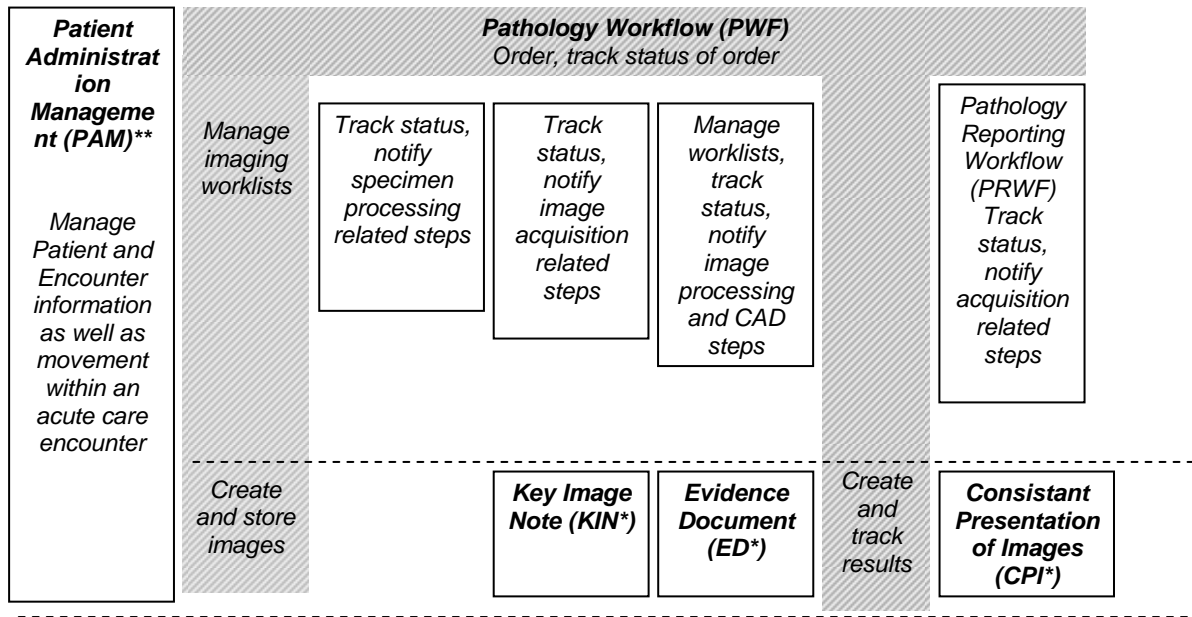 Patient
Administrat
ion
Manageme
nt (PAM)**
Manage
Patient and
Encounter
information
as well as
movement
within an
acute care
encounter
Pathology Workflow (PWF)
Order, track status of order
Manage
imaging
worklists
Track status,
notify
specimen
processing
related steps
Track
status,
notify
image
acquisition
related
steps
Manage
worklists,
track
status,
notify
image
processing
and CAD
steps
Pathology
Reporting
Workflow
(PRWF)
Track
status,
notify
acquisition
related
steps
Create
and store
images
Key Image
Note (KIN*)
Evidence
Document
(ED*)
Create
and
track
results
Consistant
Presentation
of Images
(CPI*)